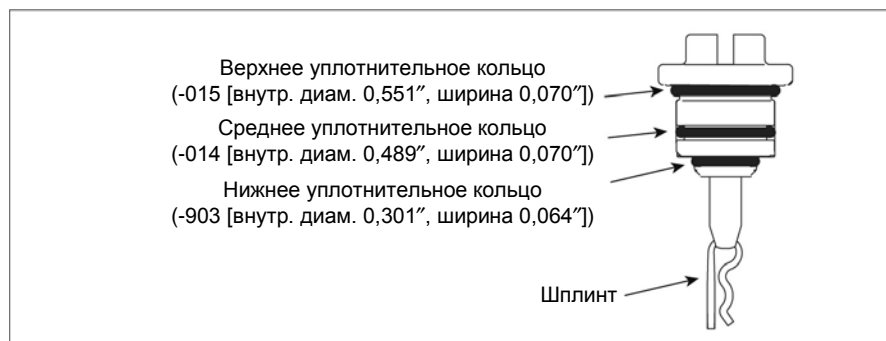 Верхнее уплотнительное кольцо
(-015 [внутр. диам. 0,551″, ширина 0,070″])
Среднее уплотнительное кольцо
(-014 [внутр. диам. 0,489″, ширина 0,070″])
Нижнее уплотнительное кольцо
(-903 [внутр. диам. 0,301″, ширина 0,064″])
Шплинт